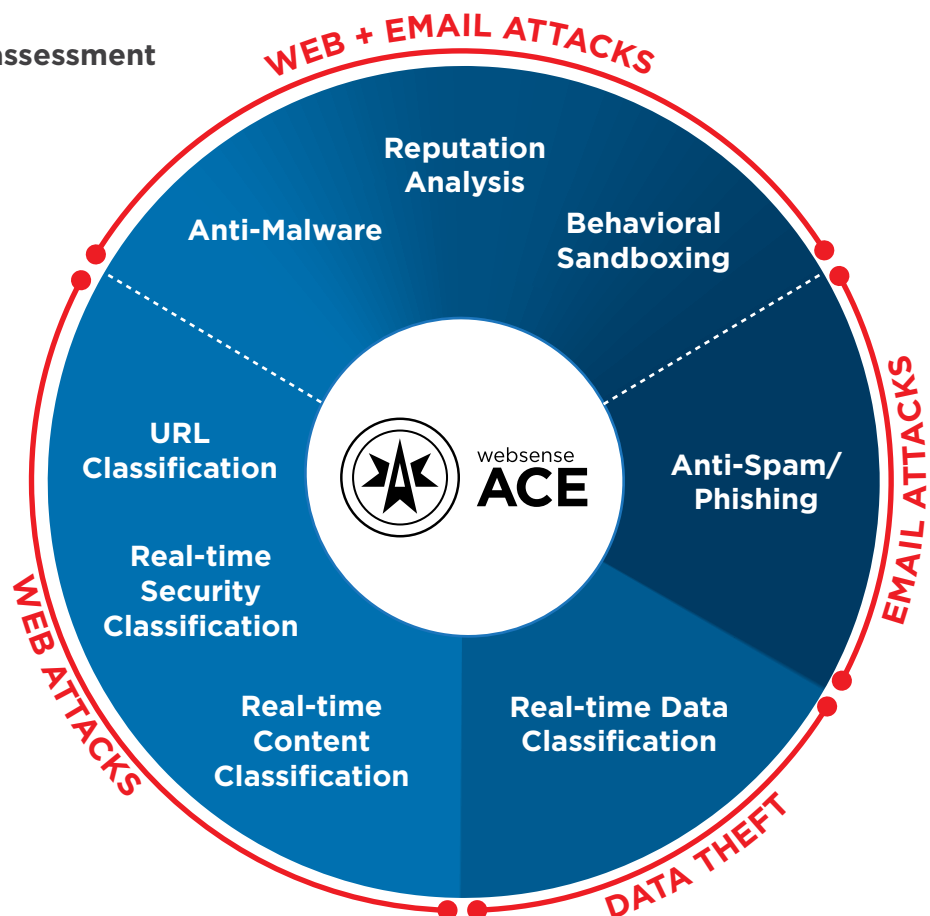 assessment
WEB + EMAIL ATTACKS
Reputation
Analysis
Anti-Malware
Behavioral
Sandboxing
URL
Classification
websense
ACE
Anti-Spam/
Phishing
EMAIL ATTACKS
Real-time
Security
Classification
WEB ATTACKS
Real-time
Content
Classification
Real-time Data
Classification
DATA THEFT